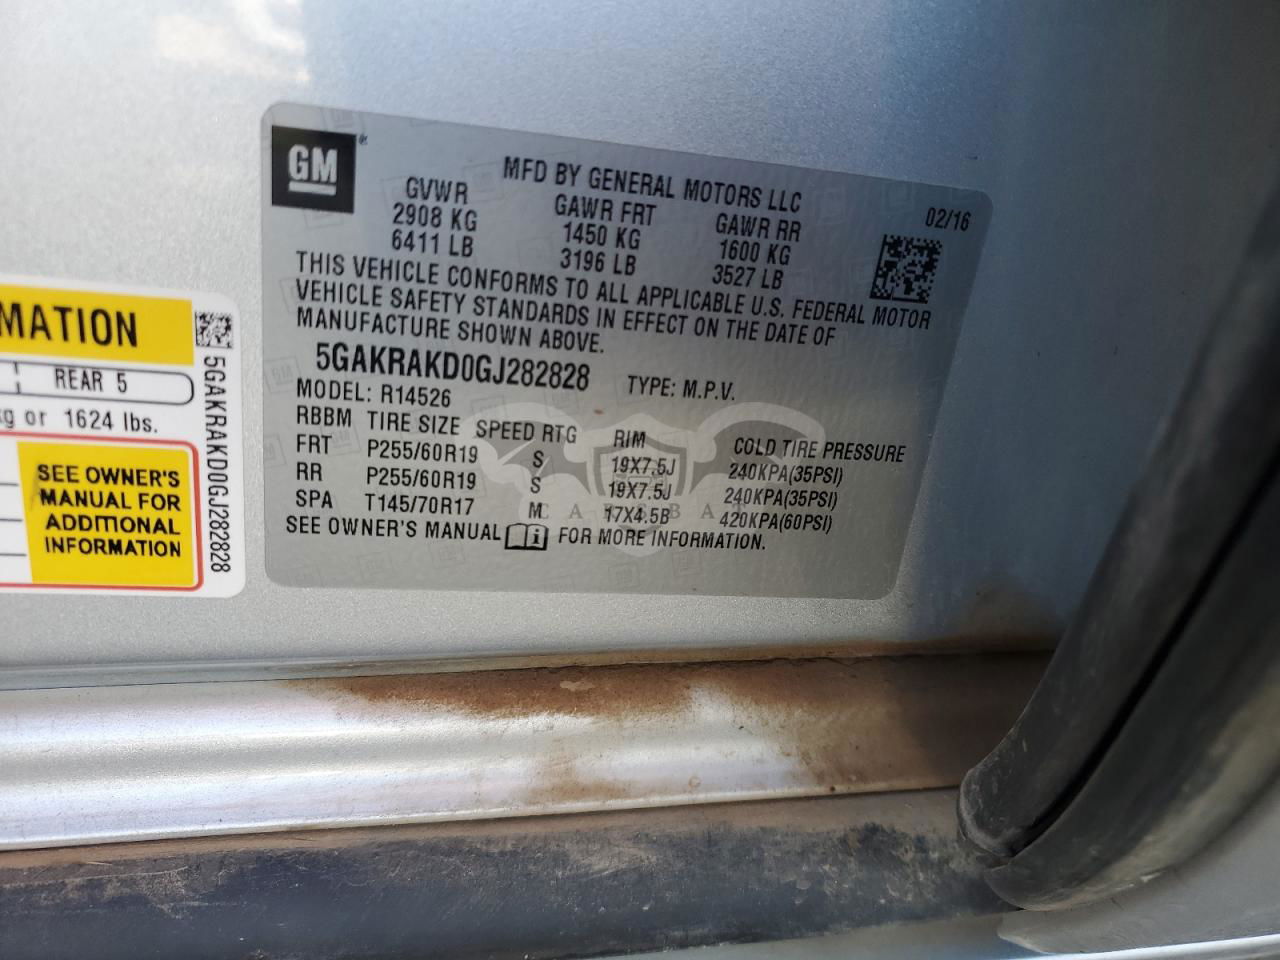 GM
MFD BY GENERAL MOTORS LLC
02/16
GVWR GAWR FRT GAWR RR
2908 KG 1450 KG 1600 KG
6411 LB 3196 LB 3527 LB
THIS VEHICLE CONFORMS TO ALL APPLICABLE U.S. FEDERAL MOTOR
VEHICLE SAFETY STANDARDS IN EFFECT ON THE DATE OF
MANUFACTURE SHOWN ABOVE.
5GAKRAKD0GJ282828 TYPE: M.P.V.
MODEL: R14526
RBBM TIRE SIZE SPEED RTG RIM COLD TIRE PRESSURE
FRT P255/60R19 S 19X7.5J 240KPA(35PSI)
RR P255/60R19 S 19X7.5J 240KPA(35PSI)
SPA T145/70R17 M 17X4.5B 420KPA(60PSI)
SEE OWNER'S MANUAL i FOR MORE INFORMATION.
MATION
REAR 5
kg or 1624 lbs.
SEE OWNER'S
MANUAL FOR
ADDITIONAL
INFORMATION
5GAKRAKD0GJ282828